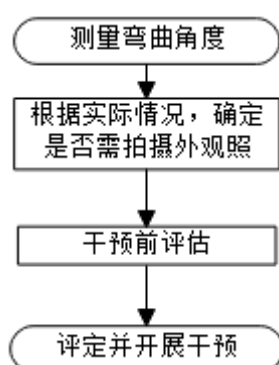 测量弯曲角度
根据实际情况，确定
是否需拍摄外观照
干预前评估
评定并开展干预